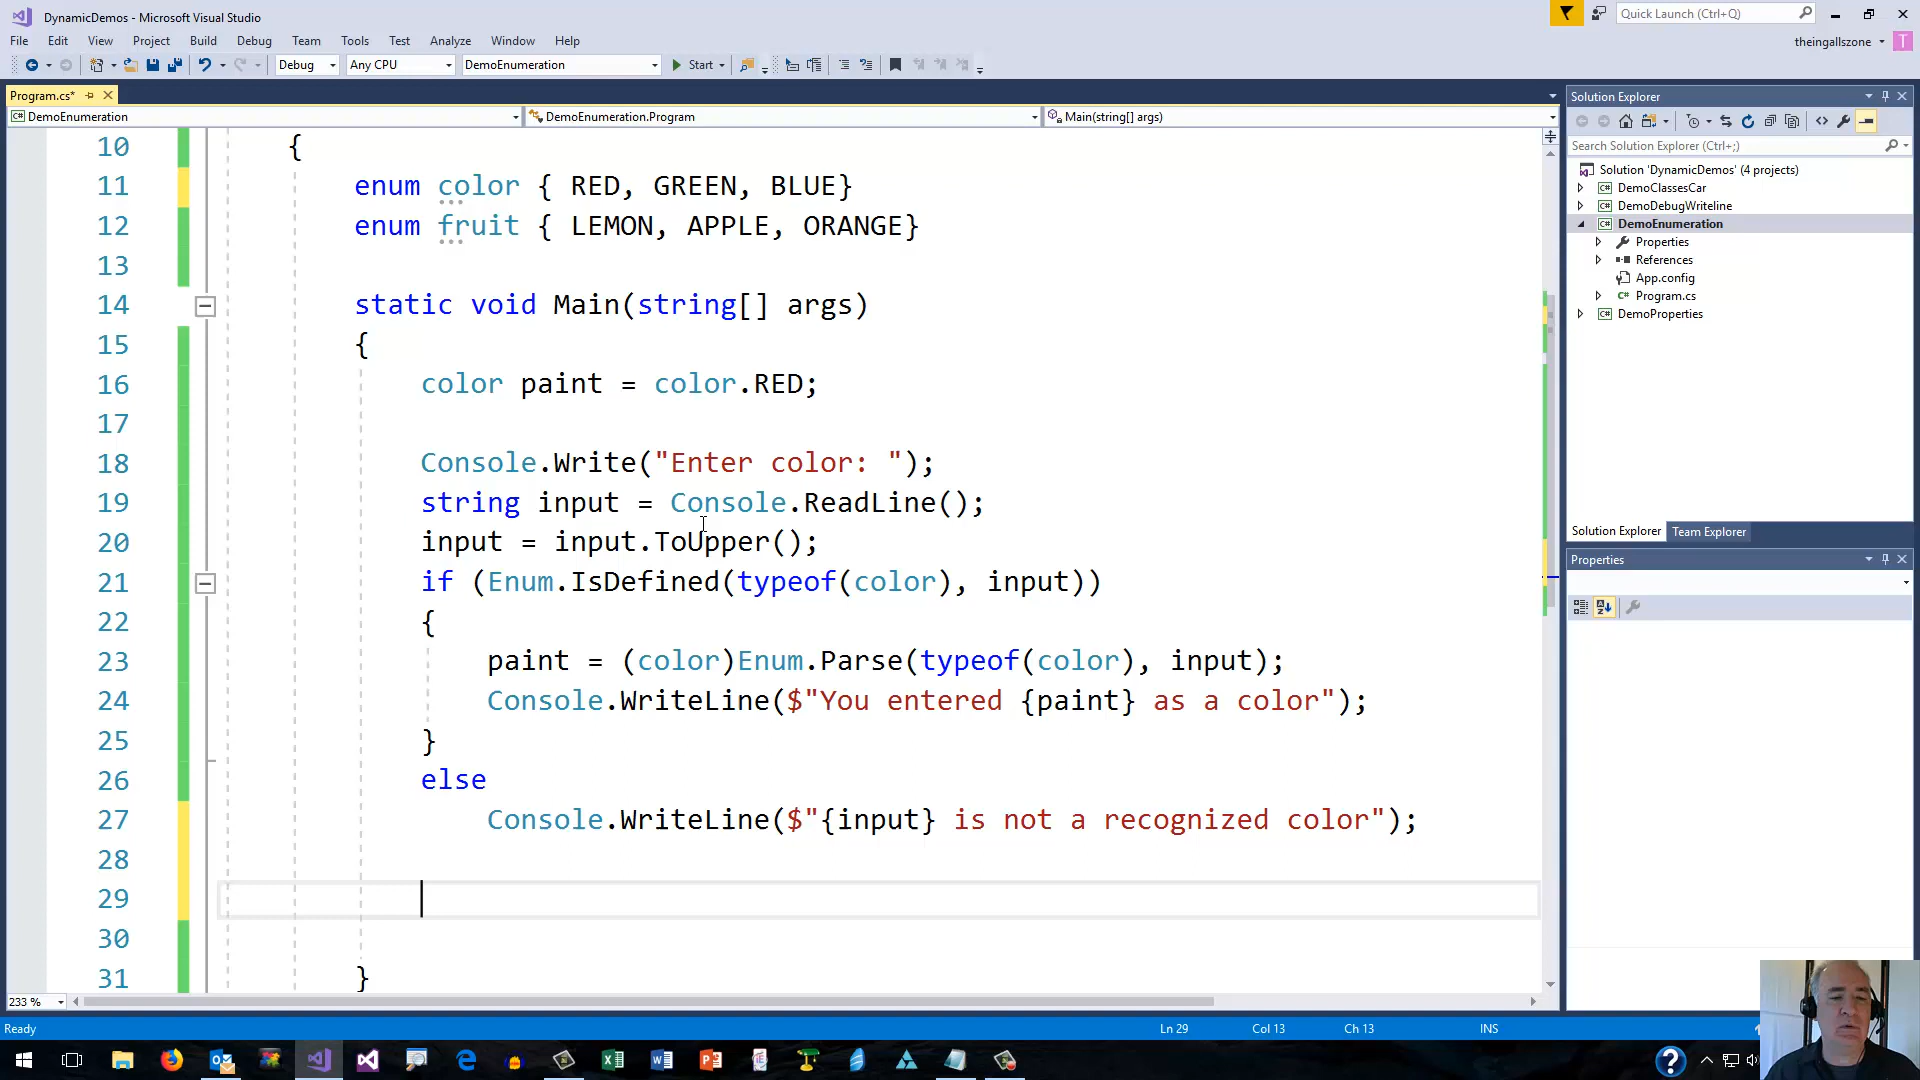 DynamicDemos - Microsoft Visual Studio
Quick Launch (Ctrl+Q)
File Edit View Project Build Debug Team Tools Test Analyze Window Help
theingallszone T
Debug Any CPU DemoEnumeration Start
Program.cs*
DemoEnumeration DemoEnumeration.Program Main(string[] args)
10 {
11 enum color { RED, GREEN, BLUE}
12 enum fruit { LEMON, APPLE, ORANGE}
13
14 static void Main(string[] args)
15 {
16 color paint = color.RED;
17
18 Console.Write("Enter color: ");
19 string input = Console.ReadLine();
20 input = input.ToUpper();
21 if (Enum.IsDefined(typeof(color), input))
22 {
23 paint = (color)Enum.Parse(typeof(color), input);
24 Console.WriteLine($"You entered {paint} as a color");
25 }
26 else
27 Console.WriteLine($"{input} is not a recognized color");
28
29
30
31 }
233 %
Solution Explorer
Search Solution Explorer (Ctrl+;)
Solution 'DynamicDemos' (4 projects)
DemoClassesCar
DemoDebugWriteline
DemoEnumeration
Properties
References
App.config
Program.cs
DemoProperties
Solution Explorer Team Explorer
Properties
Ready Ln 29 Col 13 Ch 13 INS